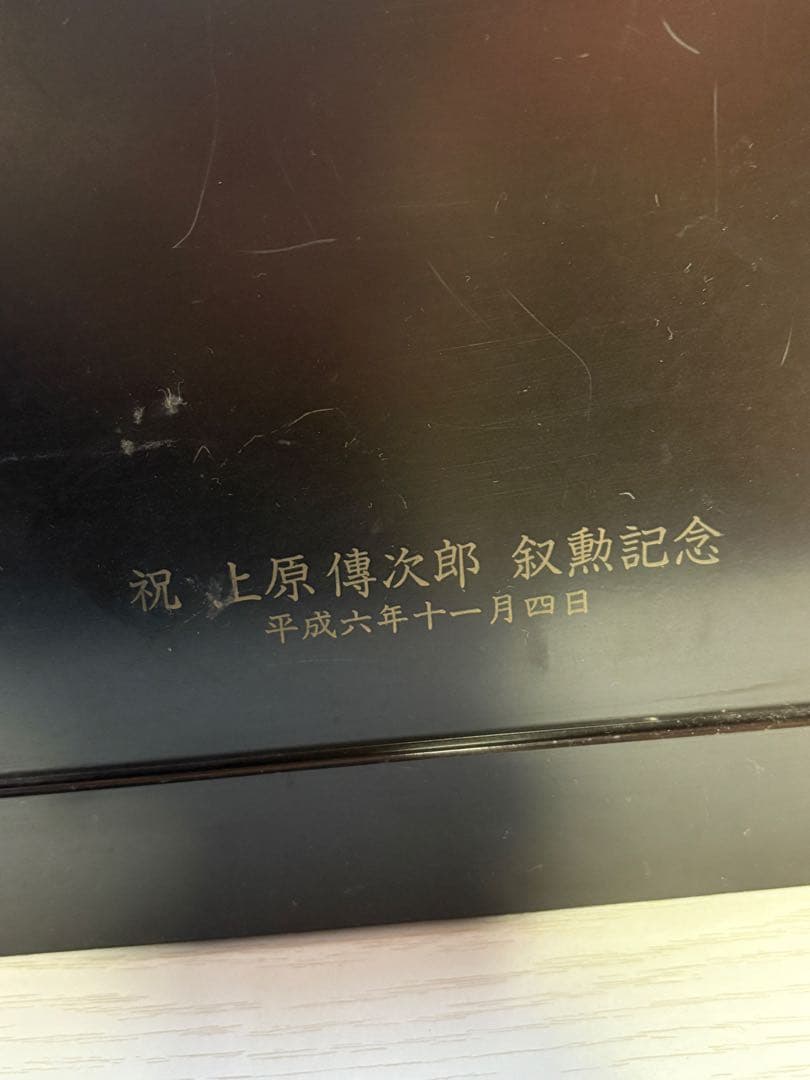 祝 上原傳次郎 叙勲記念
平成六年十一月四日